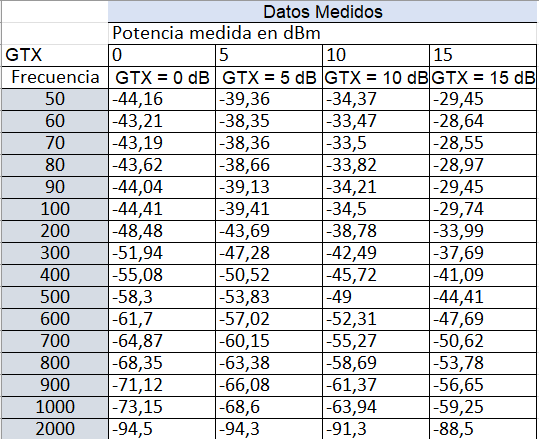 Datos Medidos
Potencia medida en dBm
GTX 0 5 10 15
Frecuencia GTX = 0 dB GTX = 5 dB GTX = 10 dB GTX = 15 dB
50 -44,16 -39,36 -34,37 -29,45
60 -43,21 -38,35 -33,47 -28,64
70 -43,19 -38,36 -33,5 -28,55
80 -43,62 -38,66 -33,82 -28,97
90 -44,04 -39,13 -34,21 -29,45
100 -44,41 -39,41 -34,5 -29,74
200 -48,48 -43,69 -38,78 -33,99
300 -51,94 -47,28 -42,49 -37,69
400 -55,08 -50,52 -45,72 -41,09
500 -58,3 -53,83 -49 -44,41
600 -61,7 -57,02 -52,31 -47,69
700 -64,87 -60,15 -55,27 -50,62
800 -68,35 -63,38 -58,69 -53,78
900 -71,12 -66,08 -61,37 -56,65
1000 -73,15 -68,6 -63,94 -59,25
2000 -94,5 -94,3 -91,3 -88,5